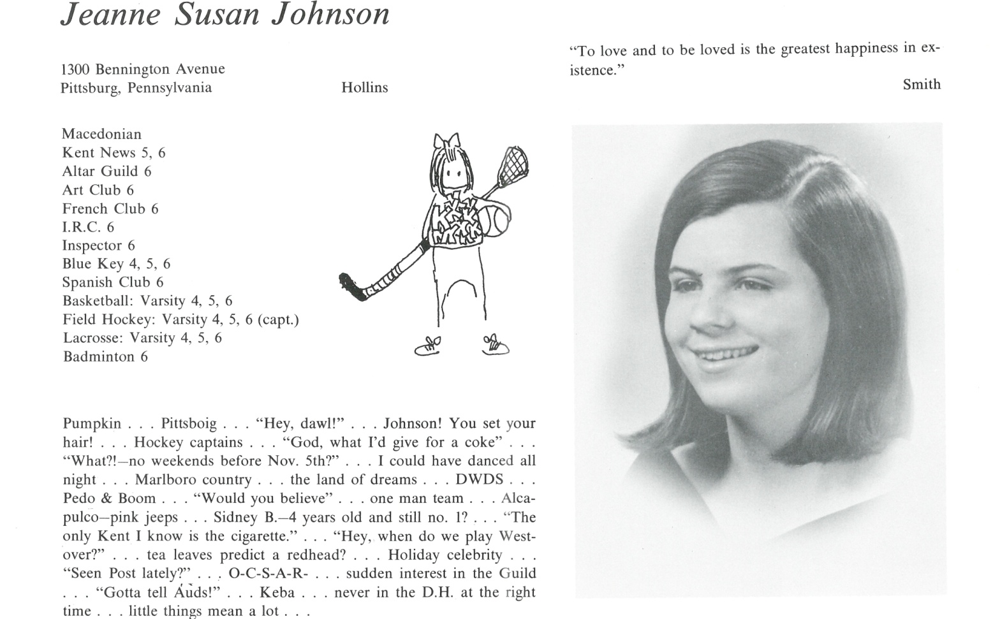 Jeanne Susan Johnson
1300 Bennington Avenue
Pittsburg, Pennsylvania
Hollins
"To love and to be loved is the greatest happiness in ex-
istence."
Smith
Macedonian
Kent News 5, 6
Altar Guild 6
Art Club 6
French Club 6
I.R.C. 6
Inspector 6
Blue Key 4, 5, 6
Spanish Club 6
Basketball: Varsity 4, 5, 6
Field Hockey: Varsity 4, 5, 6 (capt.)
Lacrosse: Varsity 4, 5, 6
Badminton 6
K K K K K K K K K
Pumpkin . . . Pittsboig . . . "Hey, dawl!" . . . Johnson! You set your
hair! . . . Hockey captains . . . "God, what I'd give for a coke" . . .
"What?!—no weekends before Nov. 5th?" . . . I could have danced all
night . . . Marlboro country . . . the land of dreams . . . DWDS . . .
Pedo & Boom . . . "Would you believe" . . . one man team . . . Alca-
pulco—pink jeeps . . . Sidney B.—4 years old and still no. 1? . . . "The
only Kent I know is the cigarette." . . . "Hey, when do we play West-
over?" . . . tea leaves predict a redhead? . . . Holiday celebrity . . .
"Seen Post lately?" . . . O-C-S-A-R- . . . sudden interest in the Guild
. . . "Gotta tell Auds!" . . . Keba . . . never in the D.H. at the right
time . . . little things mean a lot . . .